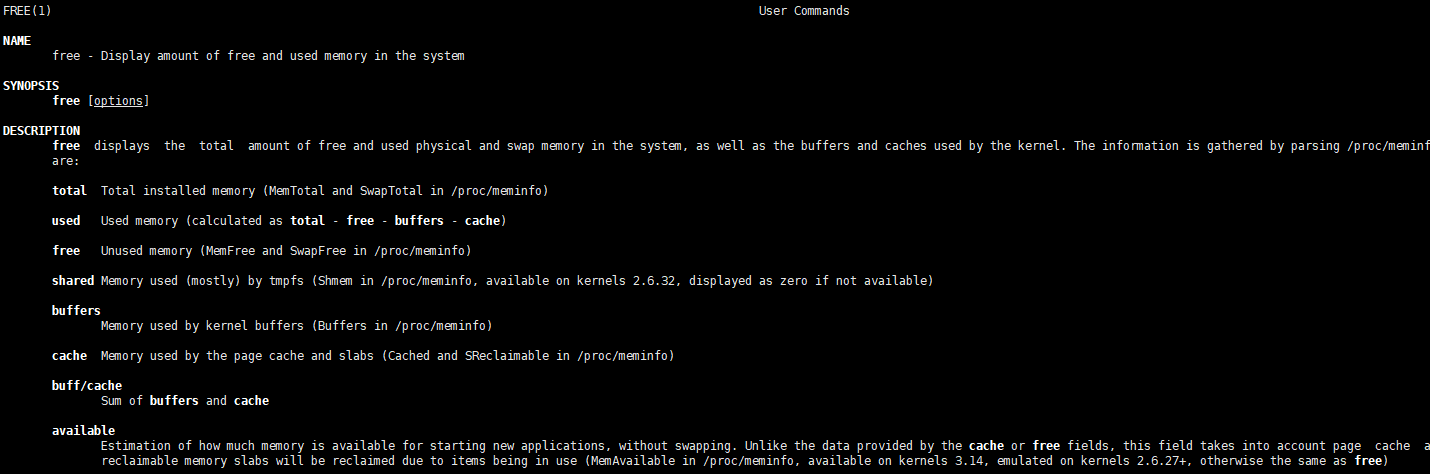 FREE(1) User Commands
NAME
free - Display amount of free and used memory in the system
SYNOPSIS
free [options]
DESCRIPTION
free displays the total amount of free and used physical and swap memory in the system, as well as the buffers and caches used by the kernel. The information is gathered by parsing /proc/meminf
are:
total Total installed memory (MemTotal and SwapTotal in /proc/meminfo)
used Used memory (calculated as total - free - buffers - cache)
free Unused memory (MemFree and SwapFree in /proc/meminfo)
shared Memory used (mostly) by tmpfs (Shmem in /proc/meminfo, available on kernels 2.6.32, displayed as zero if not available)
buffers
Memory used by kernel buffers (Buffers in /proc/meminfo)
cache Memory used by the page cache and slabs (Cached and SReclaimable in /proc/meminfo)
buff/cache
Sum of buffers and cache
available
Estimation of how much memory is available for starting new applications, without swapping. Unlike the data provided by the cache or free fields, this field takes into account page cache a
reclaimable memory slabs will be reclaimed due to items being in use (MemAvailable in /proc/meminfo, available on kernels 3.14, emulated on kernels 2.6.27+, otherwise the same as free)